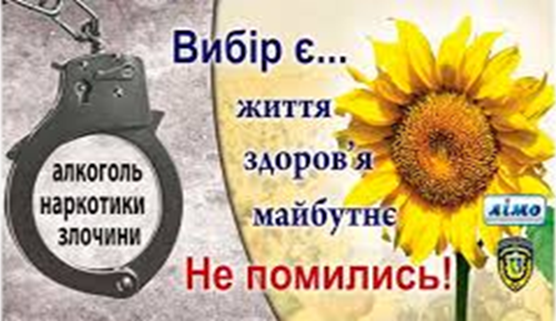 Вибір є...
алкоголь
наркотики
злочини
життя
здоров'я
майбутнє
Не помились!
лімо